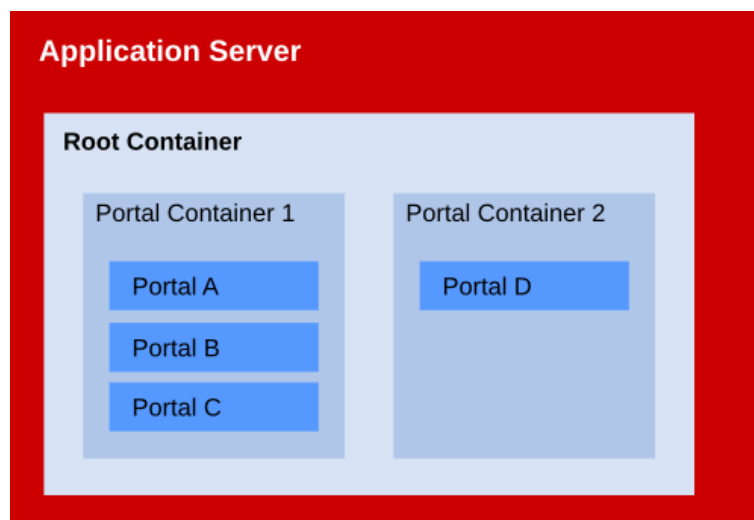 Application Server
Root Container
Portal Container 1
Portal A
Portal B
Portal C
Portal Container 2
Portal D